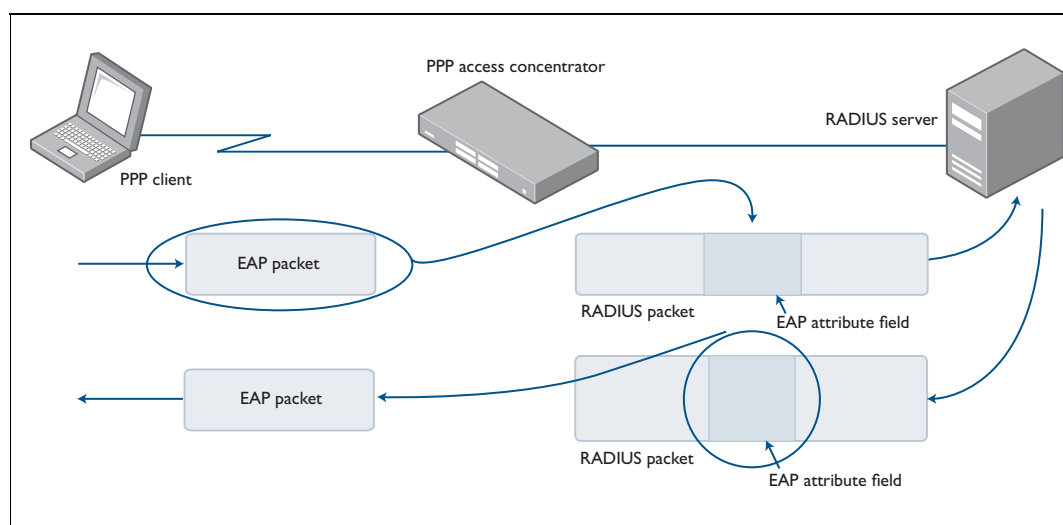 PPP access concentrator
RADIUS server
PPP client
EAP packet
RADIUS packet
EAP attribute field
EAP packet
RADIUS packet
EAP attribute field